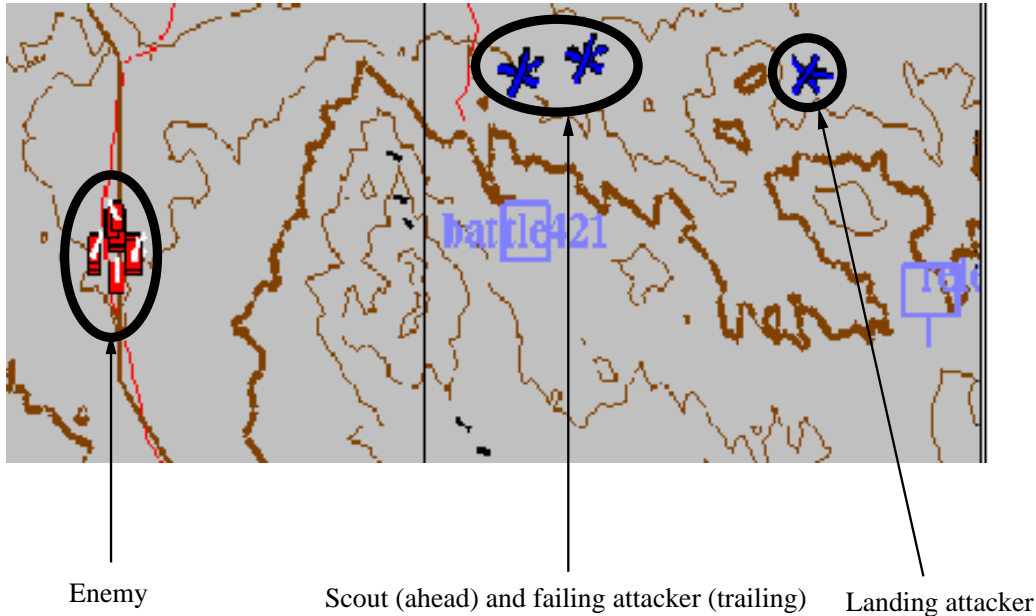 battle421
Enemy
Scout (ahead) and failing attacker (trailing)
Landing attacker